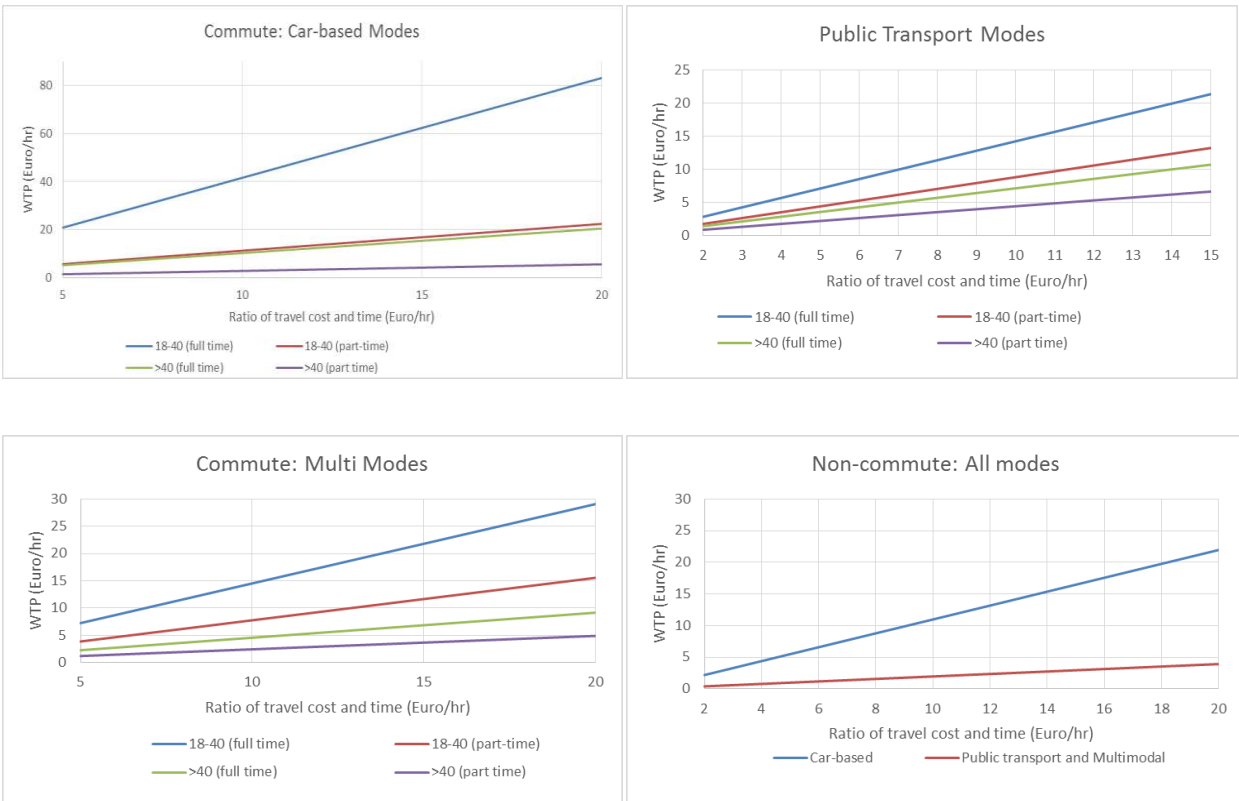 Commute: Car-based Modes
WTP (Euro/hr)
80
60
40
20
0
5 10 15 20
Ratio of travel cost and time (Euro/hr)
18-40 (full time) 18-40 (part-time)
>40 (full time) >40 (part time)
Public Transport Modes
WTP (Euro/hr)
25
20
15
10
5
0
2 3 4 5 6 7 8 9 10 11 12 13 14 15
Ratio of travel cost and time (Euro/hr)
18-40 (full time) 18-40 (part-time)
>40 (full time) >40 (part time)
Commute: Multi Modes
WTP (Euro/hr)
30
25
20
15
10
5
0
5 10 15 20
Ratio of travel cost and time (Euro/hr)
18-40 (full time) 18-40 (part-time)
>40 (full time) >40 (part time)
Non-commute: All modes
WTP (Euro/hr)
30
25
20
15
10
5
0
2 4 6 8 10 12 14 16 18 20
Ratio of travel cost and time (Euro/hr)
Car-based Public transport and Multimodal